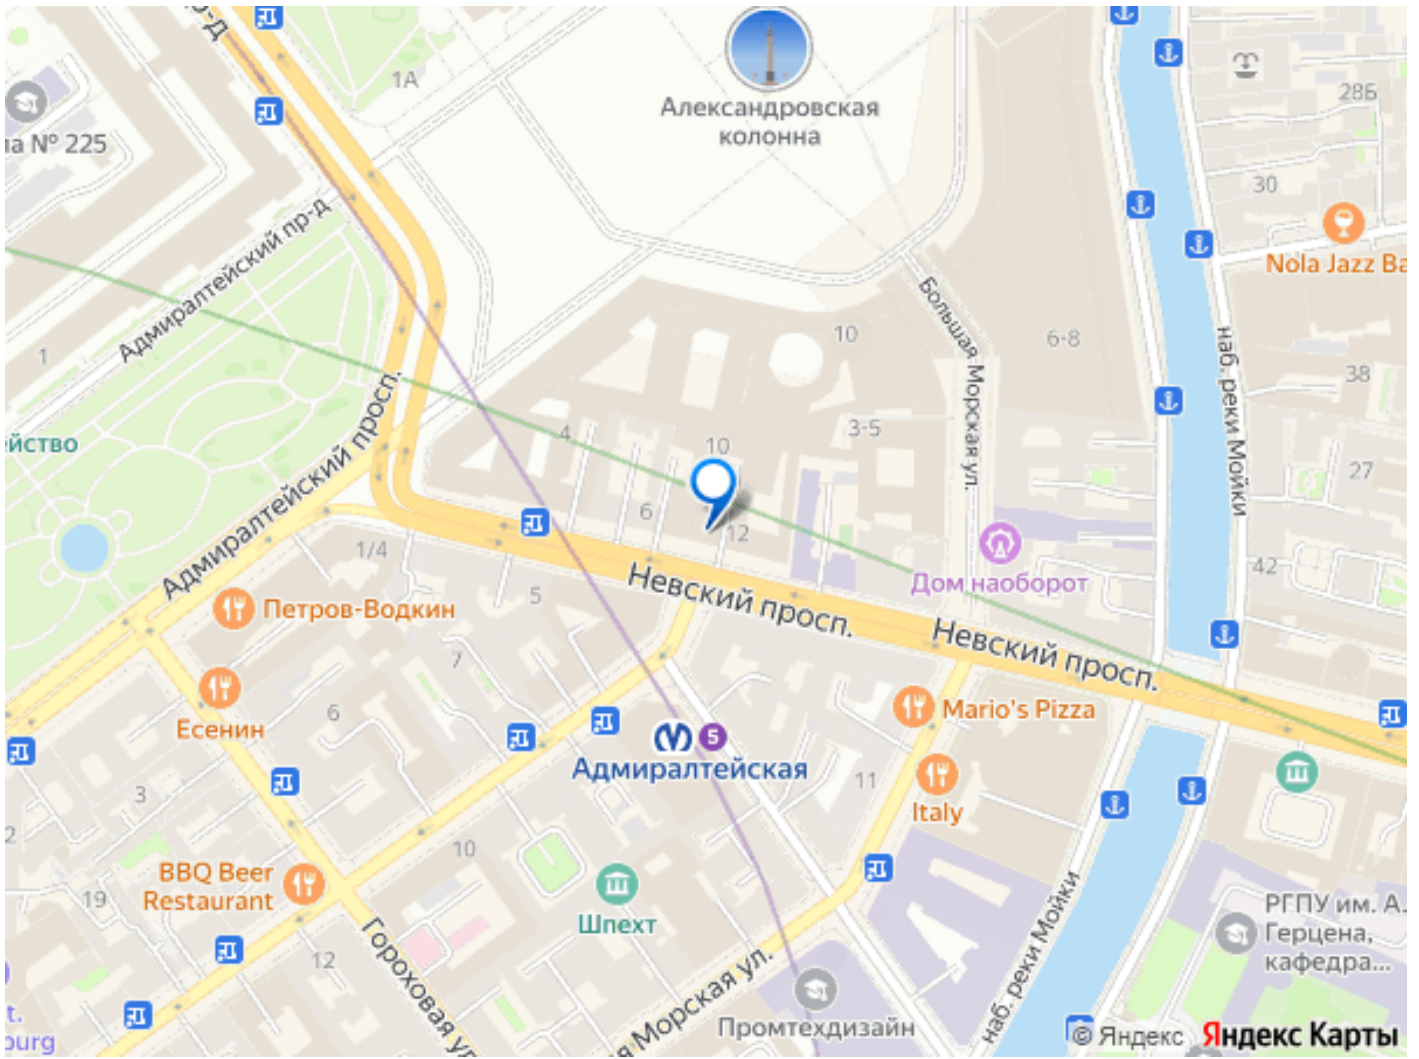 1А
Александровская
колонна
28Б
№ 225
30
Адмиралтейский пр-д
Nola Jazz Ba
Большая Морская ул.
10
6-8
наб. реки Мойки
1
38
Адмиралтейский просп.
4
10
3-5
27
6
12
1/4
Невский просп.
Дом наоборот
42
Петров-Водкин
5
Невский просп.
7
Есенин
6
Mario's Pizza
5
Адмиралтейская
11
3
Italy
2
10
BBQ Beer
Restaurant
19
Шпехт
РГПУ им. А.
Герцена,
кафедра...
12
Гороховая
Морская ул.
наб. реки Мойки
Промтехдизайн
© Яндекс Яндекс Карты